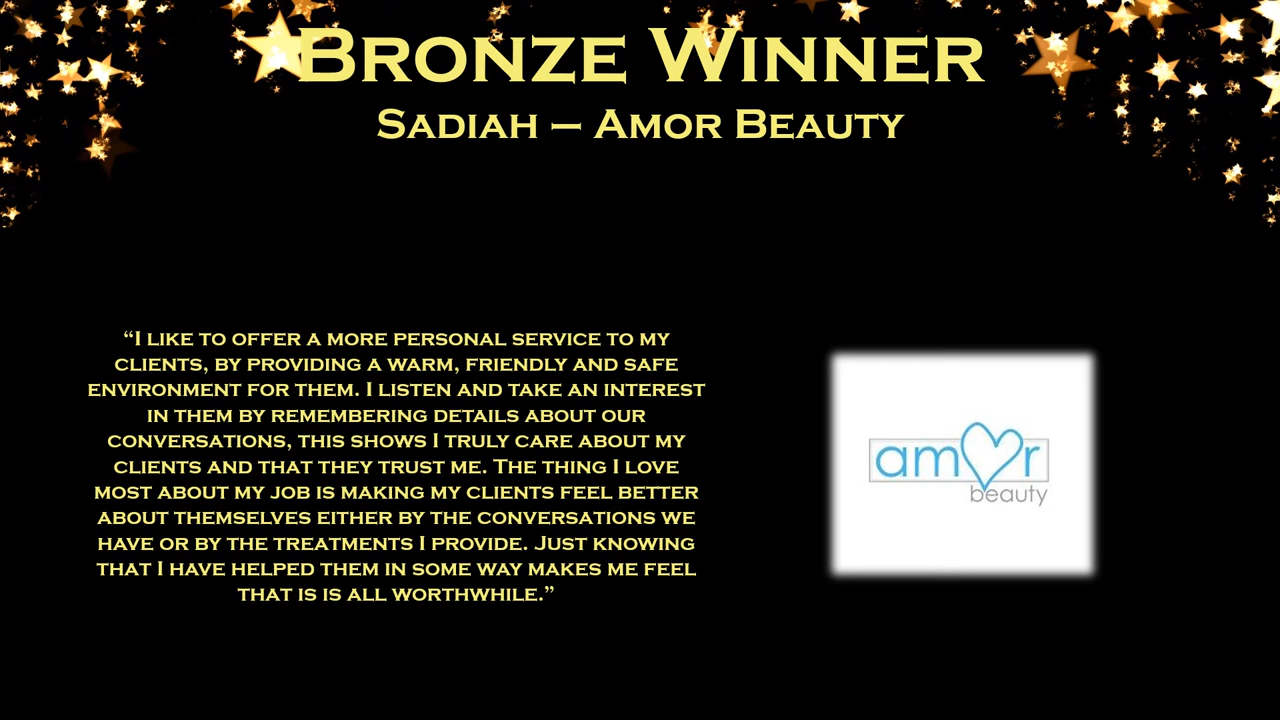 Bronze Winner
Sadiah – Amor Beauty
“I like to offer a more personal service to my
clients, by providing a warm, friendly and safe
environment for them. I listen and take an interest
in them by remembering details about our
conversations, this shows I truly care about my
clients and that they trust me. The thing I love
most about my job is making my clients feel better
about themselves either by the conversations we
have or by the treatments I provide. Just knowing
that I have helped them in some way makes me feel
that is is all worthwhile.”
amor
beauty